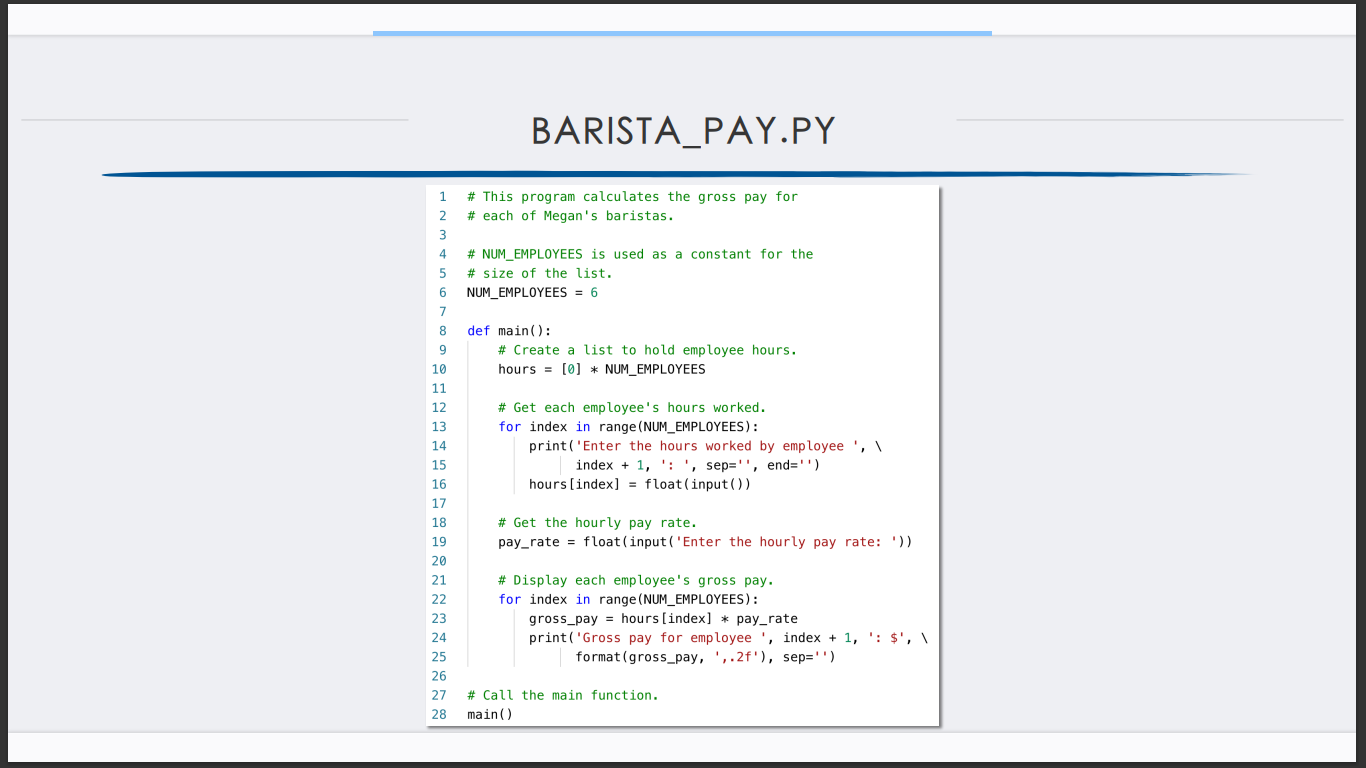 BARISTA_PAY.PY
1 # This program calculates the gross pay for
2 # each of Megan's baristas.
3
4 # NUM_EMPLOYEES is used as a constant for the
5 # size of the list.
6 NUM_EMPLOYEES = 6
7
8 def main():
9     # Create a list to hold employee hours.
10     hours = [0] * NUM_EMPLOYEES
11
12     # Get each employee's hours worked.
13     for index in range(NUM_EMPLOYEES):
14         print('Enter the hours worked by employee ', \
15               index + 1, ': ', sep='', end='')
16         hours[index] = float(input())
17
18     # Get the hourly pay rate.
19     pay_rate = float(input('Enter the hourly pay rate: '))
20
21     # Display each employee's gross pay.
22     for index in range(NUM_EMPLOYEES):
23         gross_pay = hours[index] * pay_rate
24         print('Gross pay for employee ', index + 1, ': $', \
25               format(gross_pay, ',.2f'), sep='')
26
27 # Call the main function.
28 main()